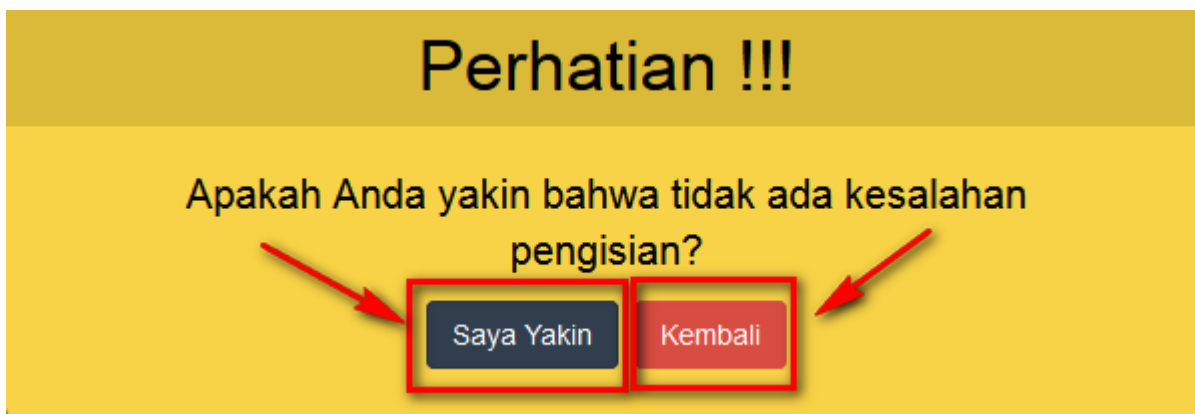 Perhatian !!!
Apakah Anda yakin bahwa tidak ada kesalahan
pengisian?
Saya Yakin
Kembali